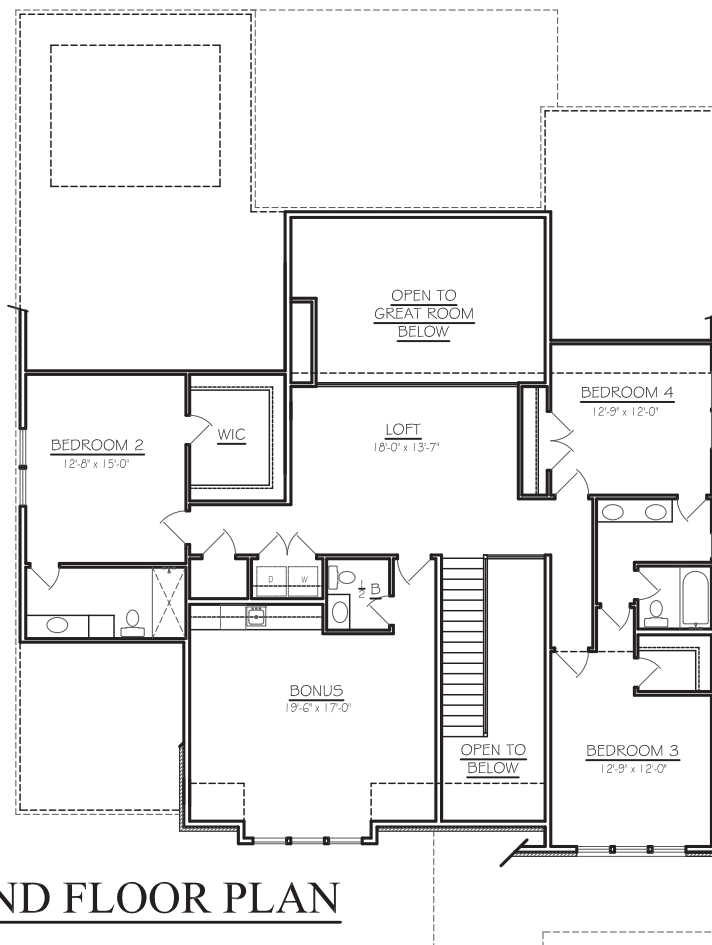 OPEN TO
GREAT ROOM
BELOW
BEDROOM 4
12'-9" x 12'-0"
LOFT
18'-0" x 13'-7"
WIC
BEDROOM 2
12'-8" x 15'-0"
D W
½ B
BONUS
19'-6" x 17'-0"
OPEN TO
BELOW
BEDROOM 3
12'-9" x 12'-0"
ND FLOOR PLAN